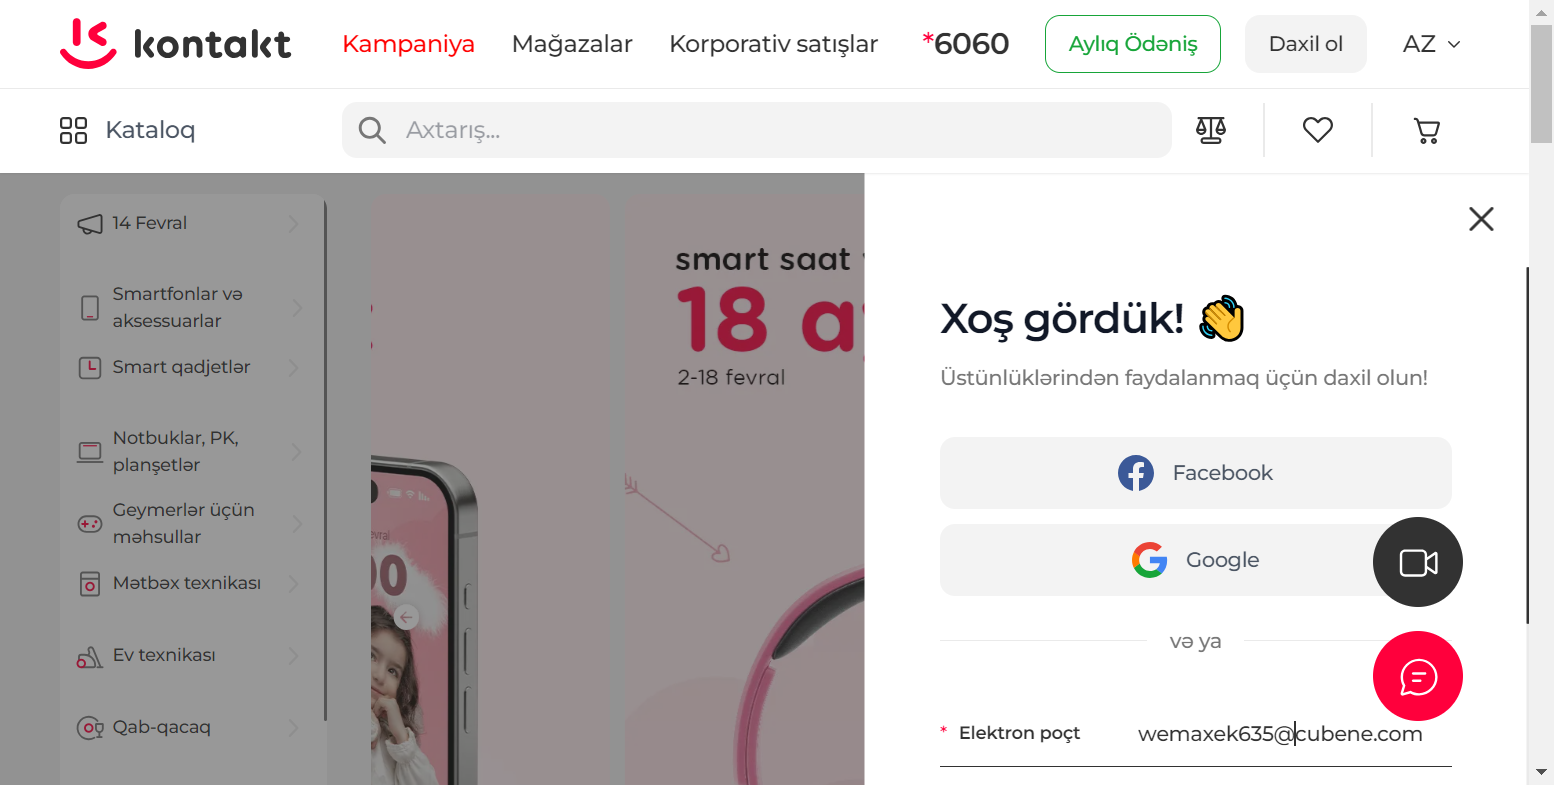 kontakt
Kampaniya
Mağazalar
Korporativ satışlar
*6060
Aylıq Ödəniş
Daxil ol
AZ
Kataloq
Axtarış...
14 Fevral
Smartfonlar və
aksessuarlar
Smart qadjetlər
Notbuklar, PK,
planşetlər
Geymerlər üçün
məhsullar
Mətbəx texnikası
Ev texnikası
Qab-qacaq
smart saat
18 a
2-18 fevral
Xoş gördük!
Üstünlüklərindən faydalanmaq üçün daxil olun!
Facebook
Google
və ya
* Elektron poçt
wemaxek635@cubene.com